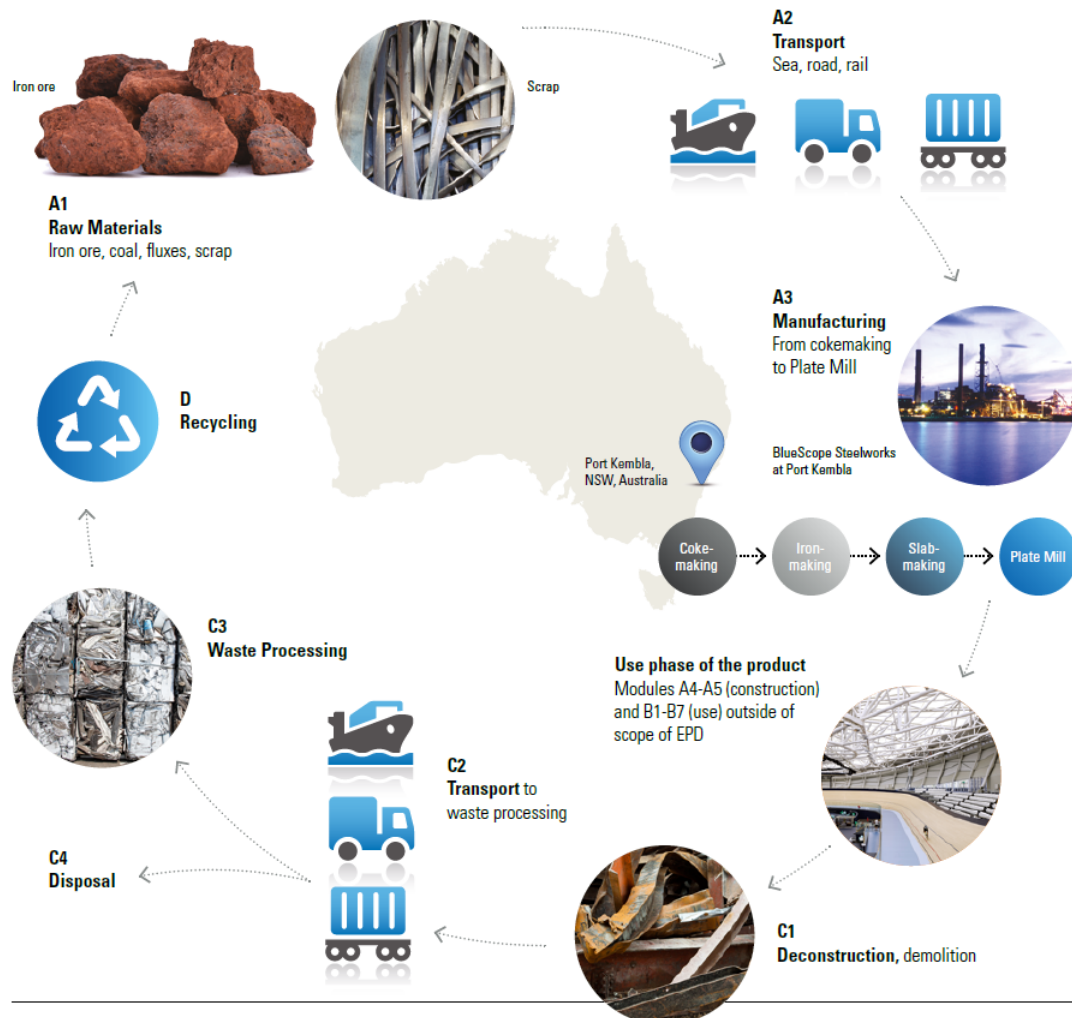 Iron ore
Scrap
A2
Transport
Sea, road, rail
A1
Raw Materials
Iron ore, coal, fluxes, scrap
A3
Manufacturing
From cokemaking
to Plate Mill
BlueScope Steelworks
at Port Kembla
D
Recycling
Port Kembla,
NSW, Australia
Coke-
making
Iron-
making
Slab-
making
Plate Mill
Use phase of the product
Modules A4-A5 (construction)
and B1-B7 (use) outside of
scope of EPD
C3
Waste Processing
C2
Transport to
waste processing
C4
Disposal
C1
Deconstruction, demolition